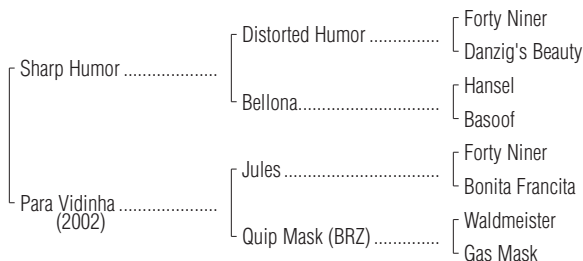 Forty Niner
Distorted Humor ...............
Danzig's Beauty
Sharp Humor ....................
Hansel
Bellona..............................
Basoof
Forty Niner
Jules .................................
Bonita Francita
Para Vidinha .....................
(2002)
Waldmeister
Quip Mask (BRZ)..............
Gas Mask